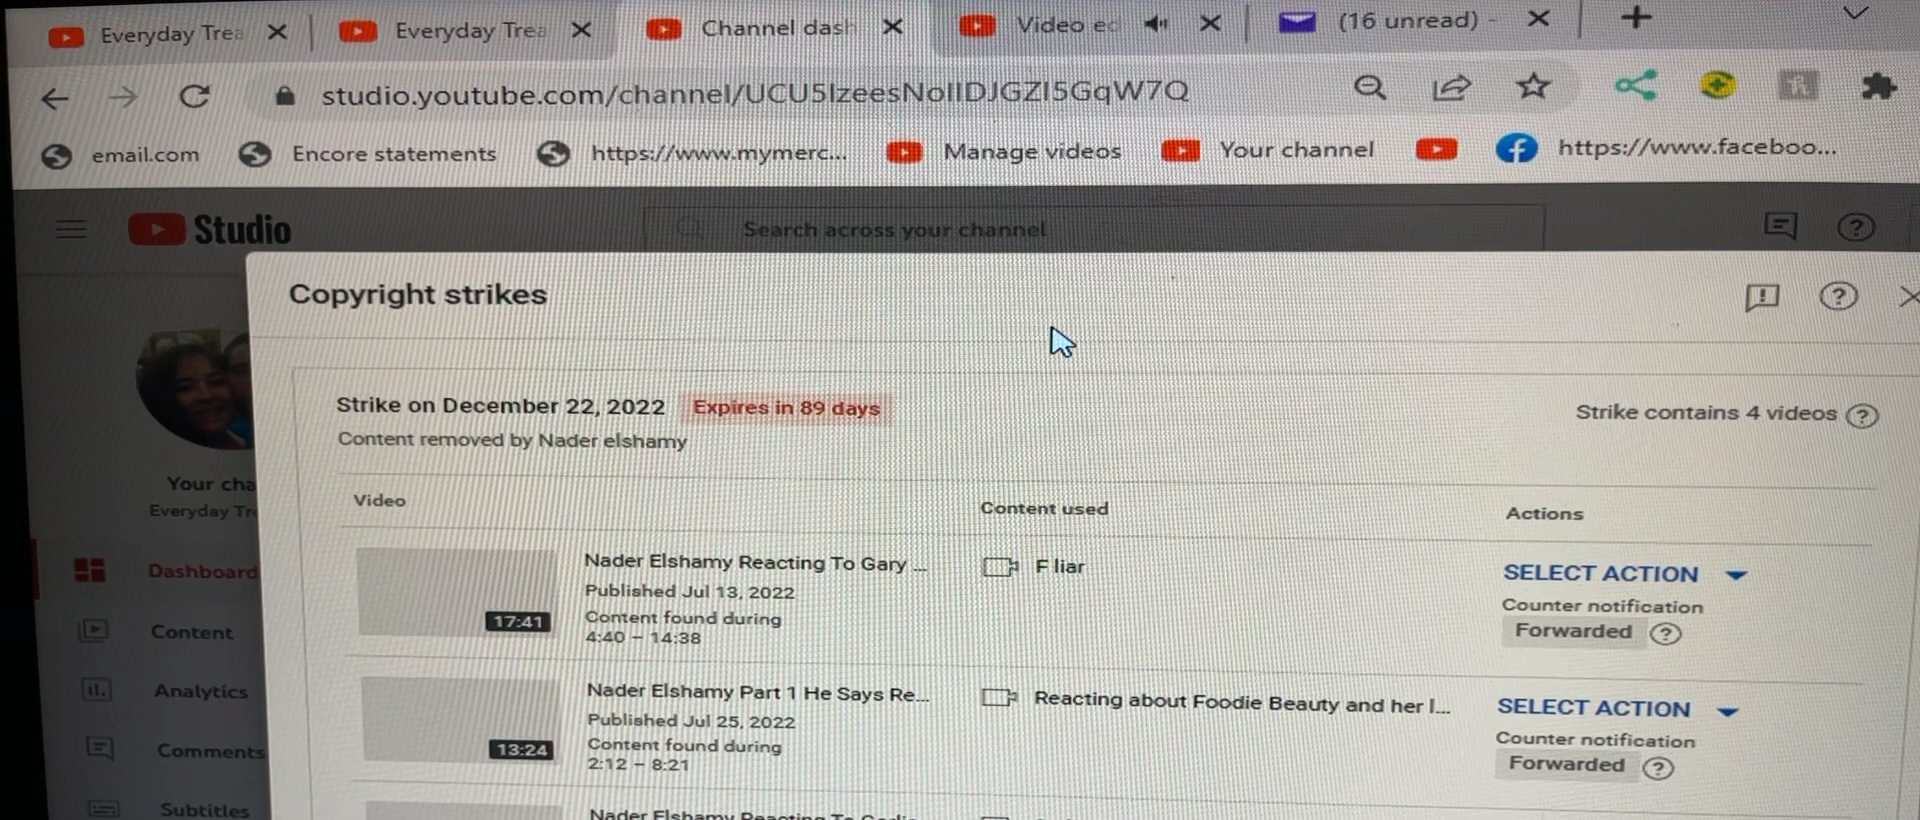 Everyday Trea
Everyday Trea
Channel dash
Video ed
(16 unread) -
studio.youtube.com/channel/UCU5IzeesNoIIDJGZI5GqW7Q
email.com
Encore statements
https://www.mymerc...
Manage videos
Your channel
https://www.faceboo...
Studio
Search across your channel
Copyright strikes
Strike on December 22, 2022
Expires in 89 days
Strike contains 4 videos
Content removed by Nader elshamy
Your cha
Everyday Tre
Video
Content used
Actions
Dashboard
Content
Analytics
Comments
Subtitles
17:41
Nader Elshamy Reacting To Gary ...
Published Jul 13, 2022
Content found during
4:40 – 14:38
F liar
SELECT ACTION
Counter notification
Forwarded
13:24
Nader Elshamy Part 1 He Says Re...
Published Jul 25, 2022
Content found during
2:12 – 8:21
Reacting about Foodie Beauty and her l...
SELECT ACTION
Counter notification
Forwarded
Nader Elshamy Reacting To